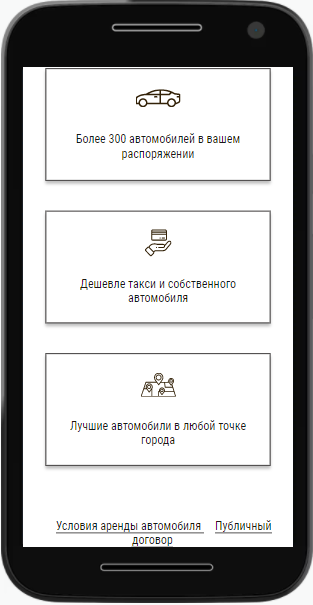 Более 300 автомобилей в вашем
распоряжении
Дешевле такси и собственного
автомобиля
Лучшие автомобили в любой точке
города
Условия аренды автомобиля Публичный
договор